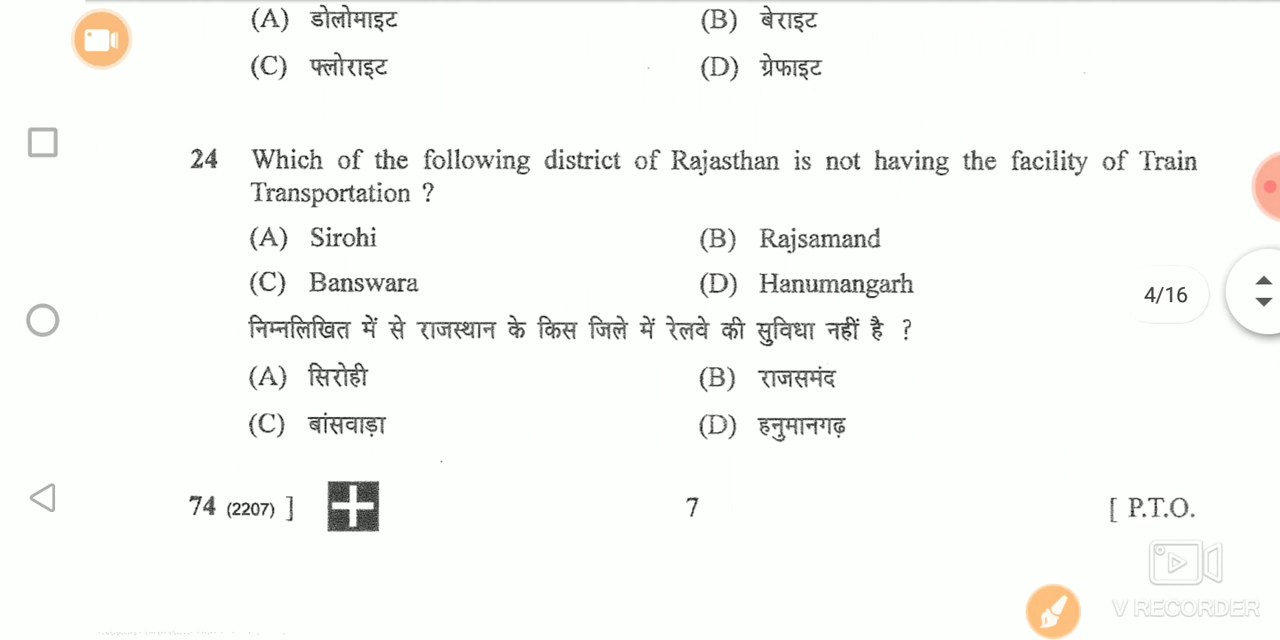 (A) डोलोमाइट (B) बेराइट
(C) फ्लोराइट (D) ग्रेफाइट
24 Which of the following district of Rajasthan is not having the facility of Train
Transportation ?
(A) Sirohi (B) Rajsamand
(C) Banswara (D) Hanumangarh
4/16
निम्नलिखित में से राजस्थान के किस जिले में रेलवे की सुविधा नहीं है ?
(A) सिरोही (B) राजसमंद
(C) बांसवाड़ा (D) हनुमानगढ़
74 (2207) ] 7 [ P.T.O.
V RECORDER